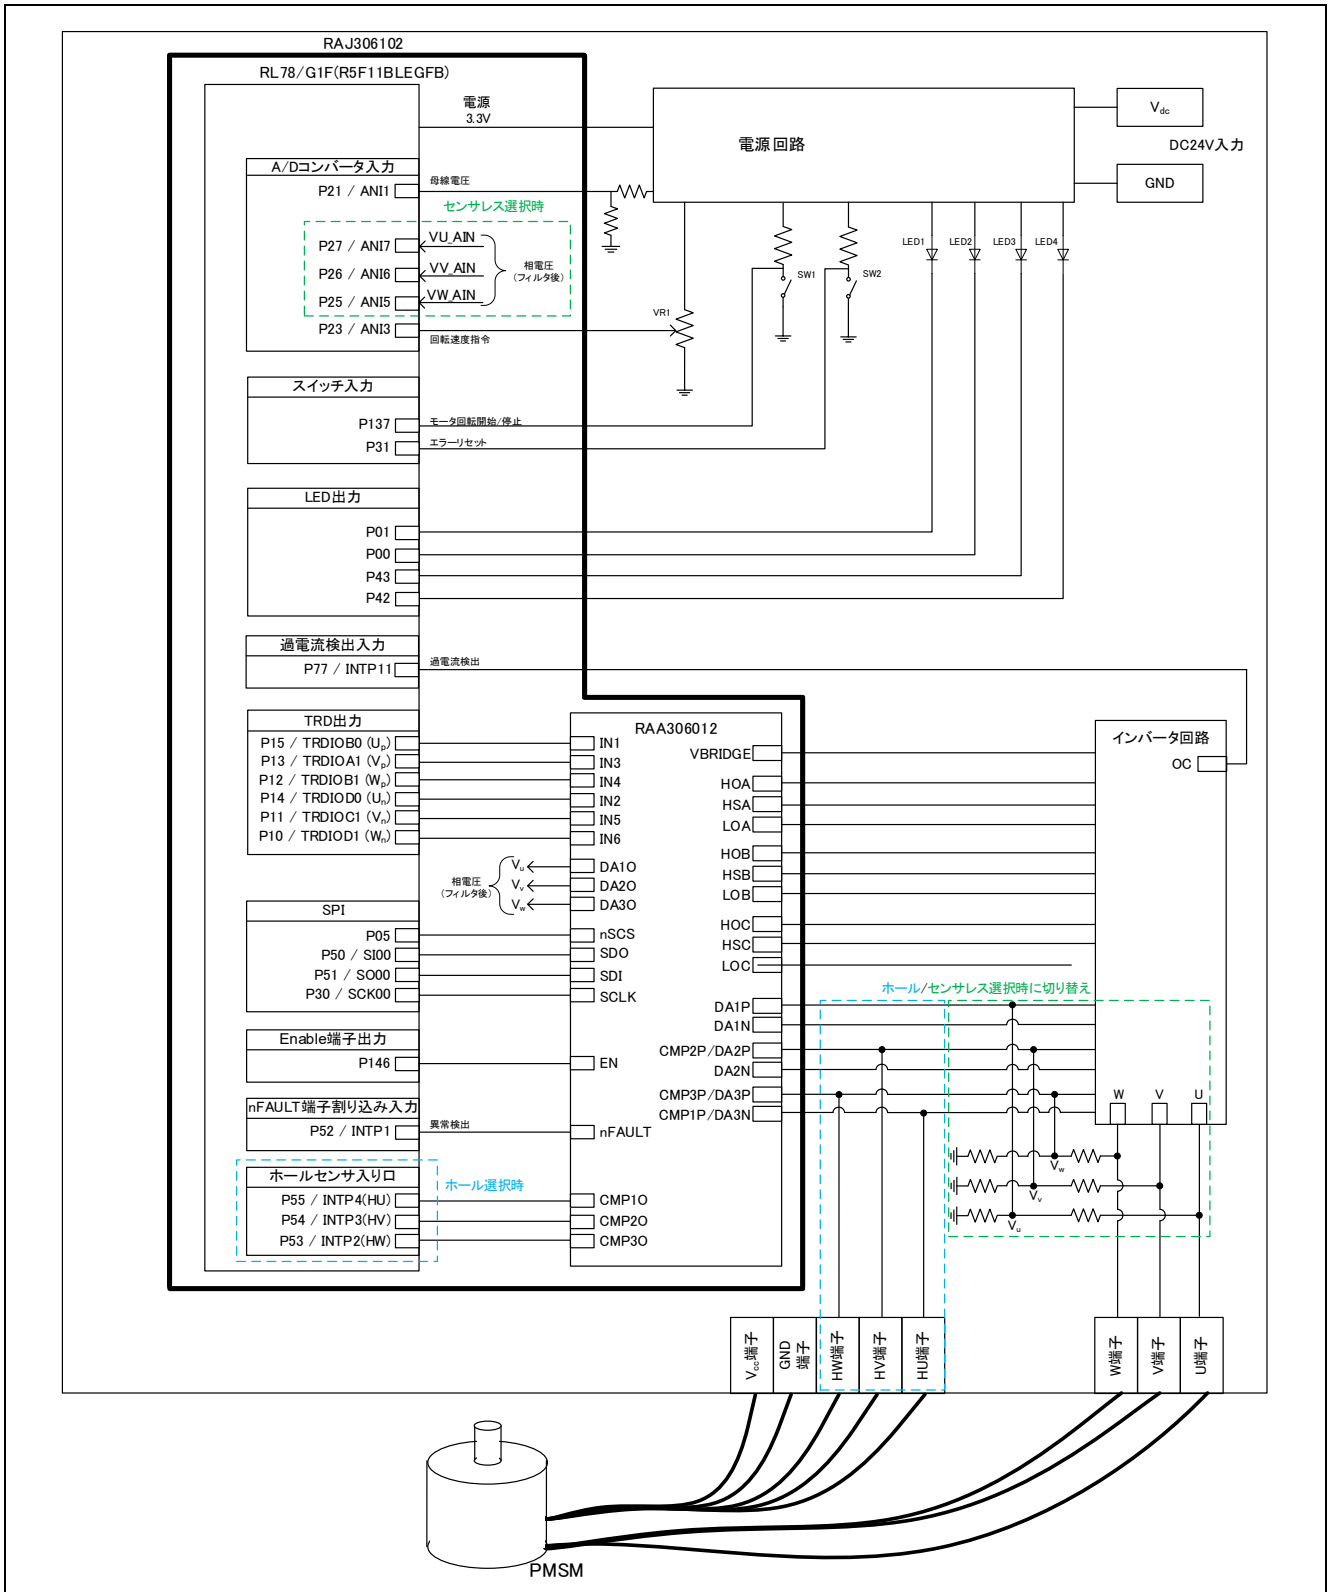 RAJ306102
RL78/G1F(R5F11BLEGFB)
電源
3.3V
電源回路
Vdc
DC24V入力
GND
A/Dコンバータ入力
P21 / ANI1
母線電圧
センサレス選択時
P27 / ANI7
VU_AIN
P26 / ANI6
VV_AIN
P25 / ANI5
VW_AIN
相電圧
(フィルタ後)
P23 / ANI3
回転速度指令
VR1
SW1
SW2
LED1
LED2
LED3
LED4
スイッチ入力
P137
モータ回転開始/停止
P31
エラーリセット
LED出力
P01
P00
P43
P42
過電流検出入力
P77 / INTP11
過電流検出
TRD出力
P15 / TRDIOB0 (Up)
P13 / TRDIOA1 (Vp)
P12 / TRDIOB1 (Wp)
P14 / TRDIOD0 (Un)
P11 / TRDIOC1 (Vn)
P10 / TRDIOD1 (Wn)
RAA306012
IN1
IN3
IN4
IN2
IN5
IN6
相電圧
(フィルタ後)
Vu
Vv
Vw
DA1O
DA2O
DA3O
SPI
P05
P50 / SI00
P51 / SO00
P30 / SCK00
nSCS
SDO
SDI
SCLK
Enable端子出力
P146
EN
nFAULT端子割り込み入力
P52 / INTP1
異常検出
nFAULT
ホールセンサ入り口
ホール選択時
P55 / INTP4(HU)
P54 / INTP3(HV)
P53 / INTP2(HW)
CMP1O
CMP2O
CMP3O
VBRIDGE
HOA
HSA
LOA
HOB
HSB
LOB
HOC
HSC
LOC
DA1P
DA1N
CMP2P/DA2P
DA2N
CMP3P/DA3P
CMP1P/DA3N
インバータ回路
OC
ホール/センサレス選択時に切り替え
W
V
U
Vw
Vv
Vu
Vcc端子
GND
端子
HW端子
HV端子
HU端子
W端子
V端子
U端子
PMSM